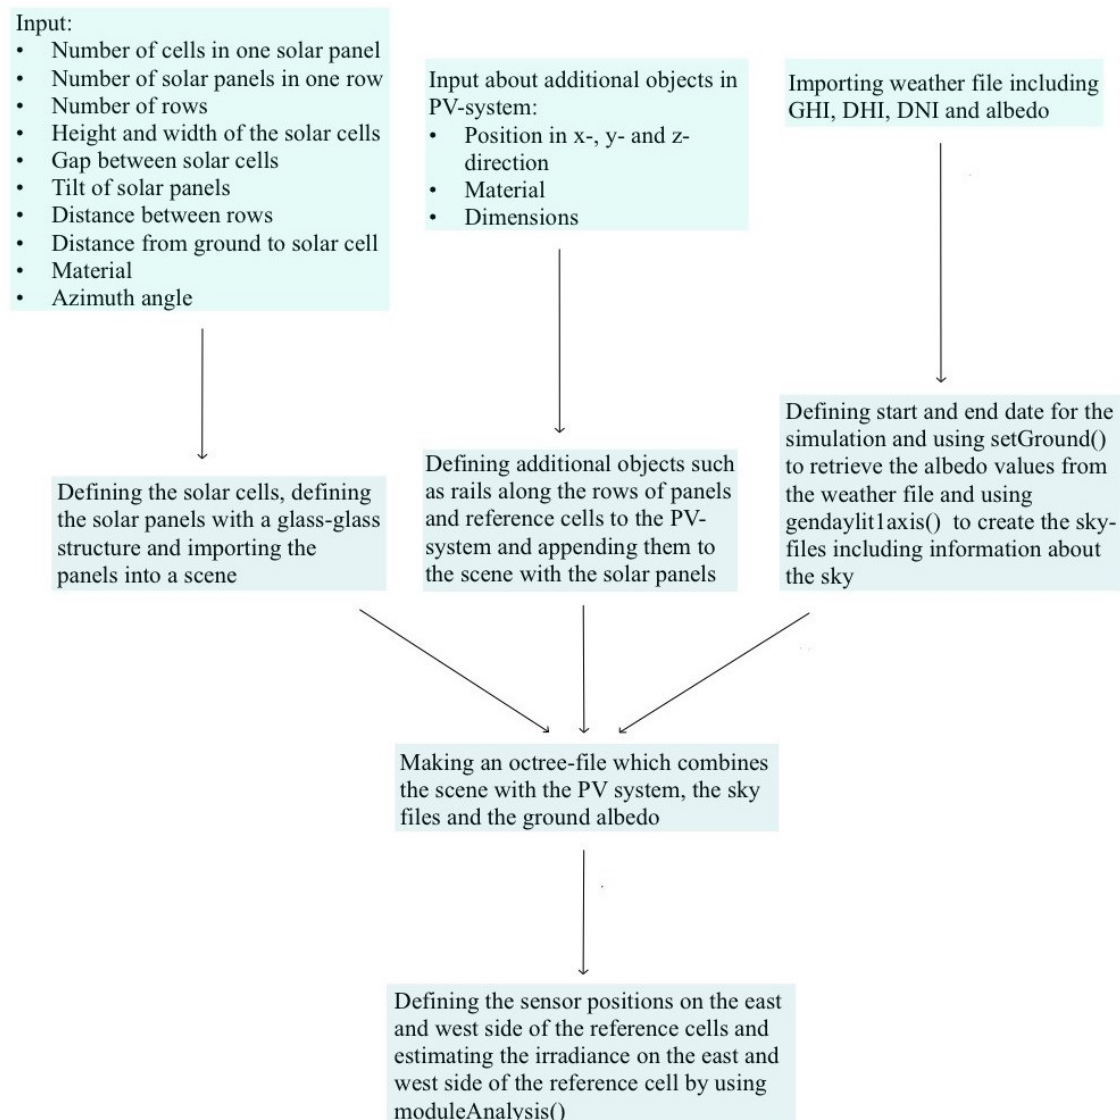 Input:
• Number of cells in one solar panel
• Number of solar panels in one row
• Number of rows
• Height and width of the solar cells
• Gap between solar cells
• Tilt of solar panels
• Distance between rows
• Distance from ground to solar cell
• Material
• Azimuth angle
Input about additional objects in
PV-system:
• Position in x-, y- and z-
direction
• Material
• Dimensions
Importing weather file including
GHI, DHI, DNI and albedo
Defining the solar cells, defining
the solar panels with a glass-glass
structure and importing the
panels into a scene
Defining additional objects such
as rails along the rows of panels
and reference cells to the PV-
system and appending them to
the scene with the solar panels
Defining start and end date for the
simulation and using setGround()
to retrieve the albedo values from
the weather file and using
gendaylit1axis() to create the sky-
files including information about
the sky
Making an octree-file which combines
the scene with the PV system, the sky
files and the ground albedo
Defining the sensor positions on the east
and west side of the reference cells and
estimating the irradiance on the east and
west side of the reference cell by using
moduleAnalysis()